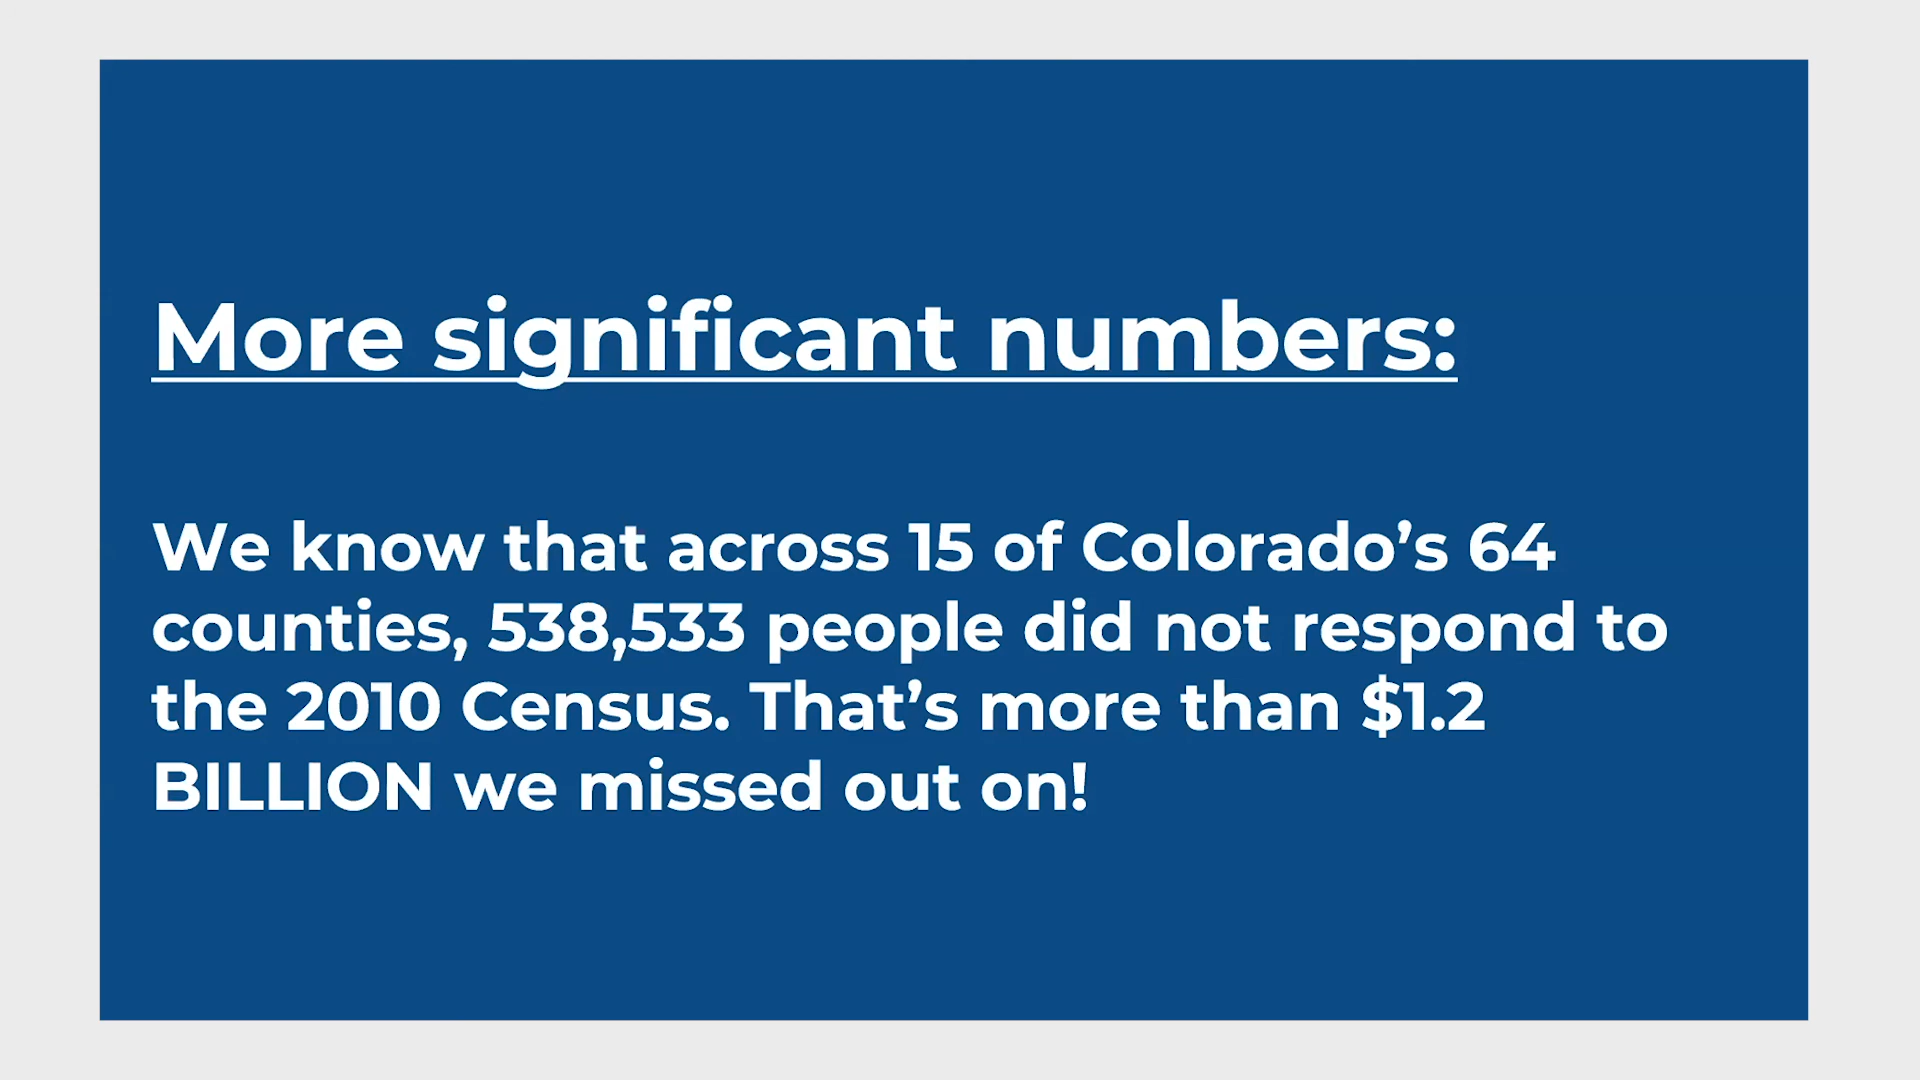 More significant numbers:
We know that across 15 of Colorado’s 64
counties, 538,533 people did not respond to
the 2010 Census. That’s more than $1.2
BILLION we missed out on!